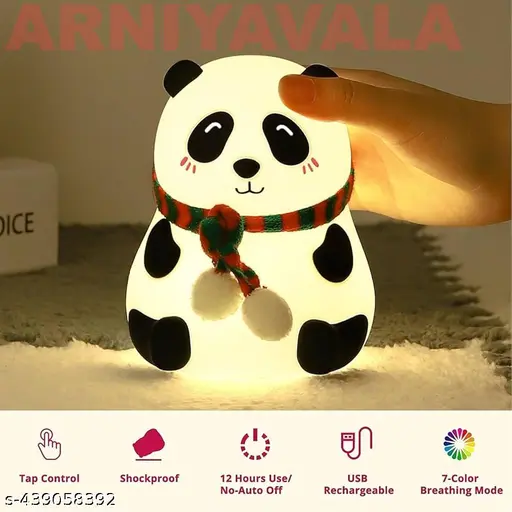 ARNIYAVALA
OICE
Tap Control
Shockproof
12 Hours Use/
No-Auto Off
USB
Rechargeable
7-Color
Breathing Mode
s-439058392